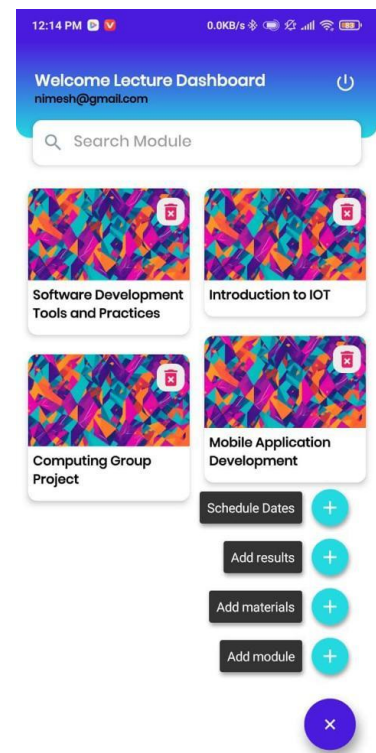 12:14 PM
0.0KB/s
Welcome Lecture Dashboard
nimesh@gmail.com
Search Module
Software Development
Tools and Practices
Introduction to IOT
Computing Group
Project
Mobile Application
Development
Schedule Dates
Add results
Add materials
Add module